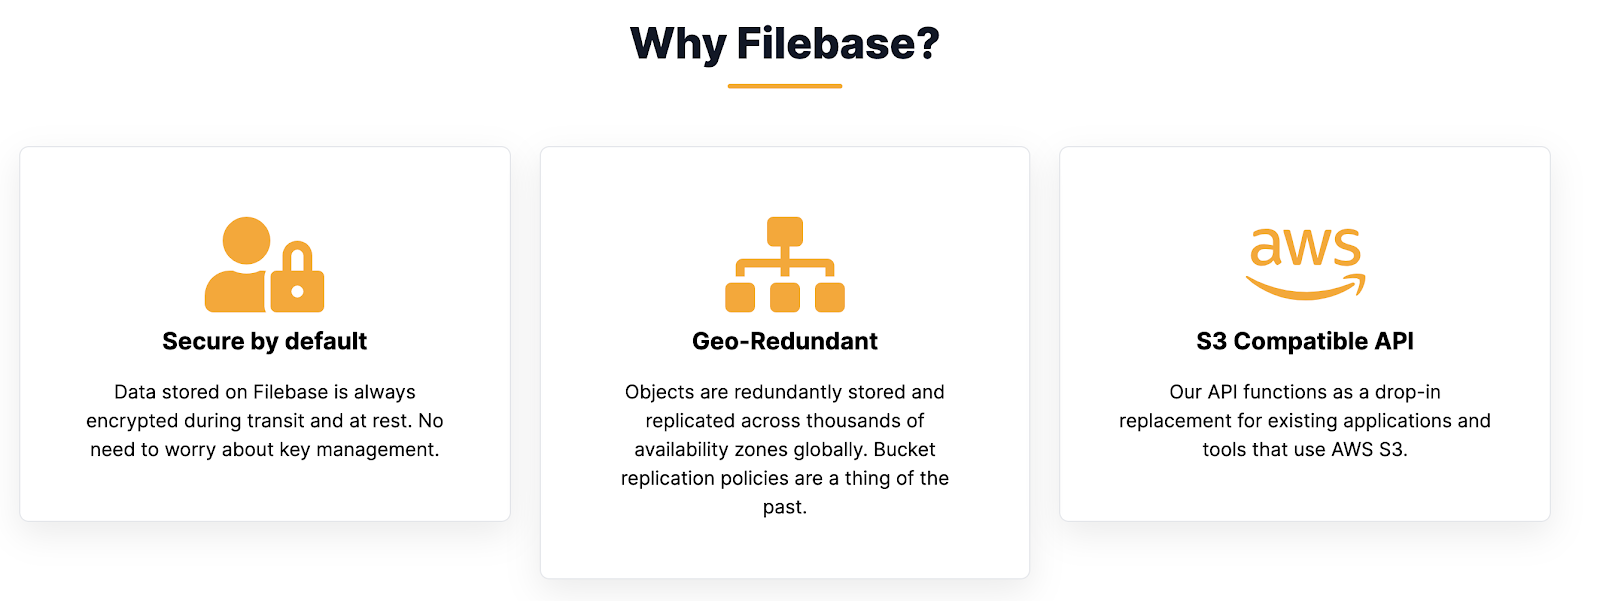 Why Filebase?
aws
Secure by default
Geo-Redundant
S3 Compatible API
Data stored on Filebase is always
encrypted during transit and at rest. No
need to worry about key management.
Objects are redundantly stored and
replicated across thousands of
availability zones globally. Bucket
replication policies are a thing of the
past.
Our API functions as a drop-in
replacement for existing applications and
tools that use AWS S3.